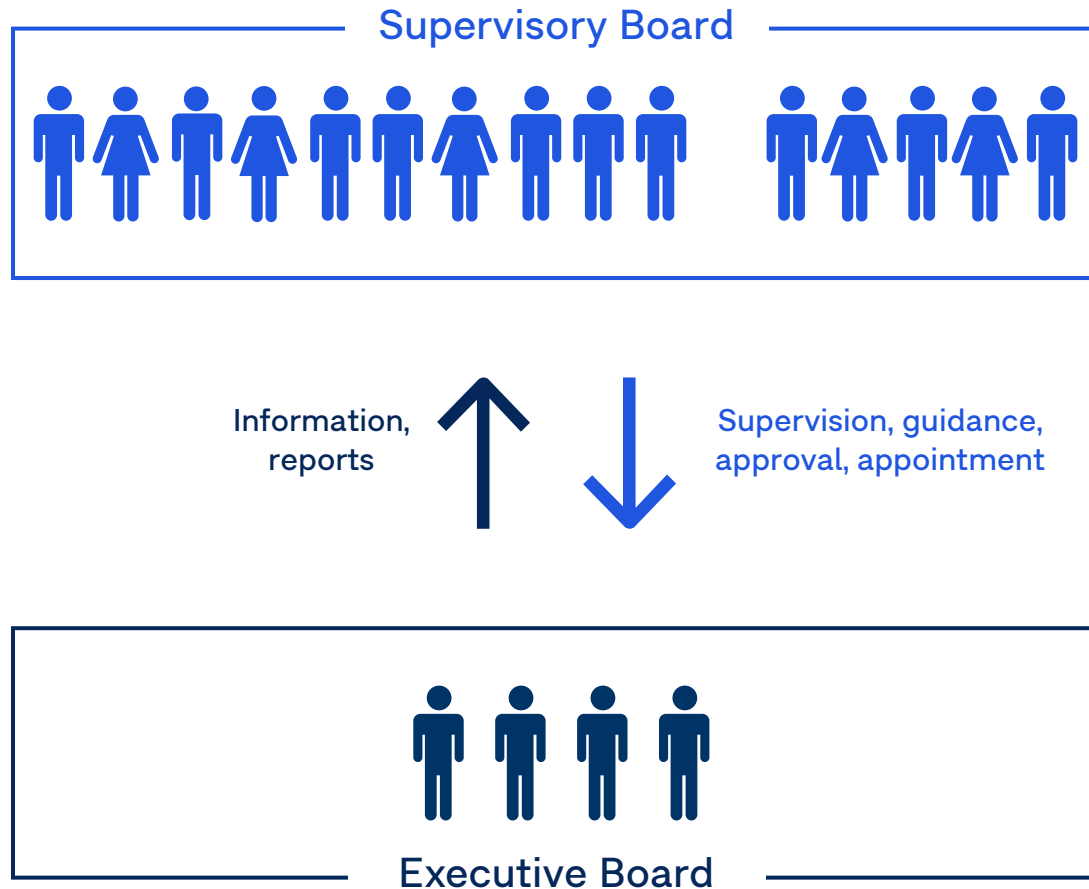 Supervisory Board
Information,
reports
Supervision, guidance,
approval, appointment
Executive Board